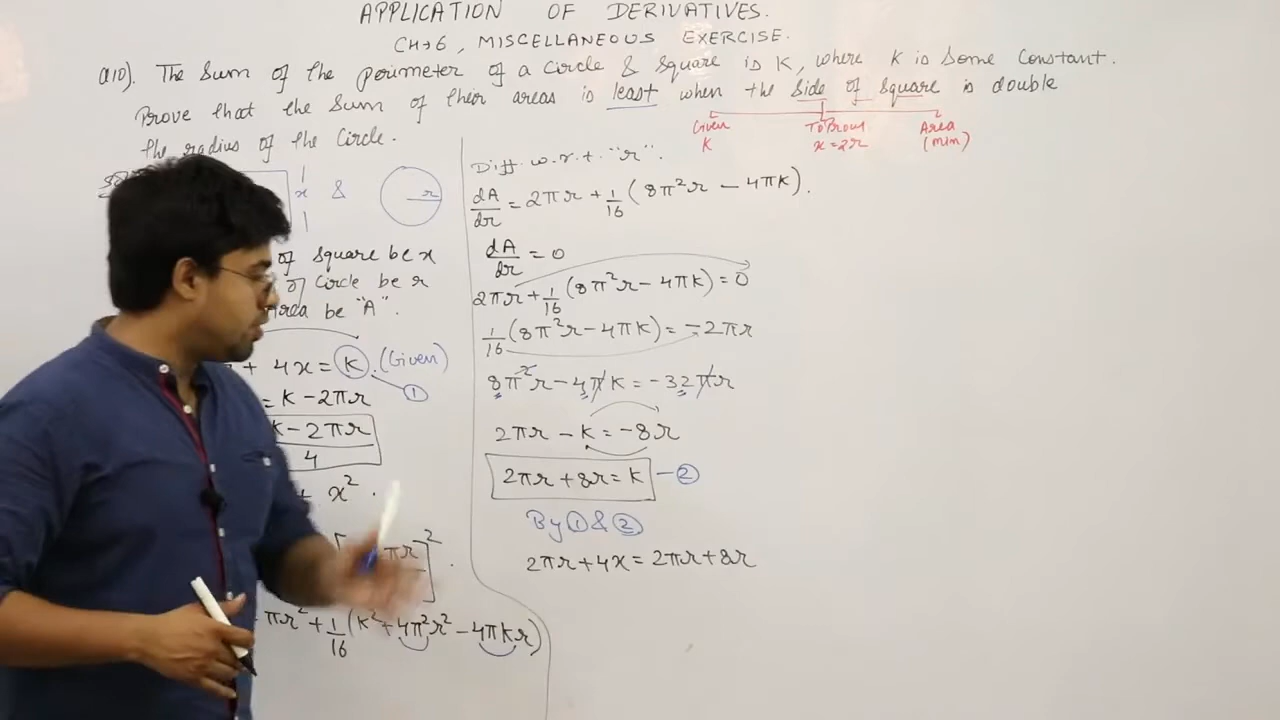 APPLICATION OF DERIVATIVES.
CH→6, MISCELLANEOUS EXERCISE.
Q10). The Sum of the perimeter of a Circle & Square is K, where K is Some Constant.
Prove that the Sum of their areas is least when the Side of Square is double
the radius of the Circle.
Given
K
To Prove
x = 2r
Area
(min)
x & r
of Square be x
of Circle be r
Area be "A".
+ 4x = K. (Given)
①
= K - 2πr
K - 2πr
4
+ x².
πr ]².
πr² + 1/16 (K² + 4π²r² - 4πKr)
Diff. w.r.t. "r".
dA/dr = 2πr + 1/16 (8π²r - 4πK).
dA/dr = 0
2πr + 1/16 (8π²r - 4πK) = 0
1/16 (8π²r - 4πK) = -2πr
8π²r - 4πK = -32πr
2πr - K = -8r
2πr + 8r = K - ②
By ① & ②
2πr + 4x = 2πr + 8r